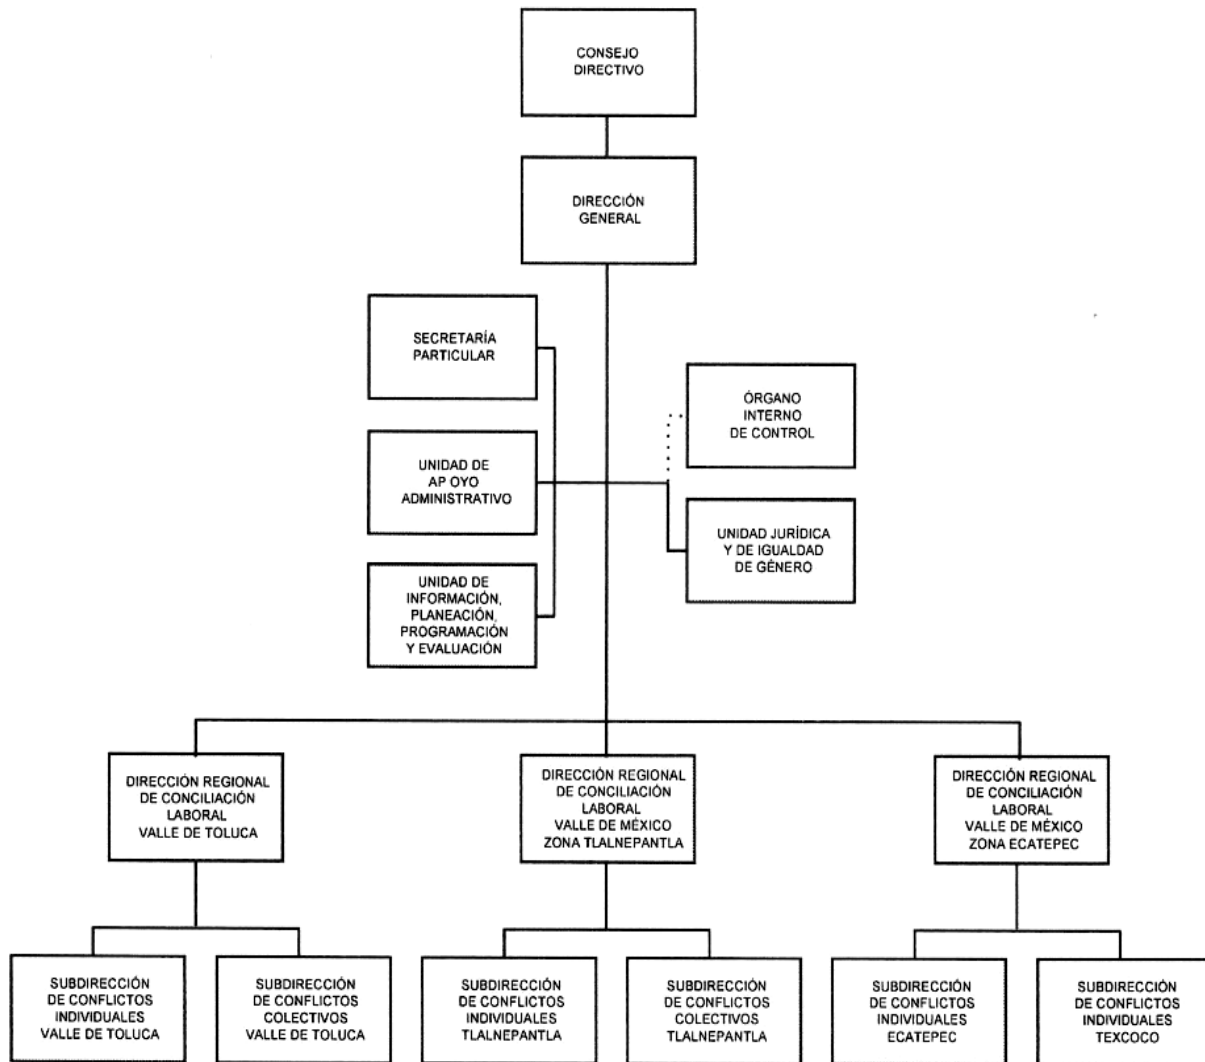 CONSEJO
DIRECTIVO
DIRECCIÓN
GENERAL
SECRETARÍA
PARTICULAR
ÓRGANO
INTERNO
DE CONTROL
UNIDAD DE
AP OYO
ADMINISTRATIVO
UNIDAD JURÍDICA
Y DE IGUALDAD
DE GÉNERO
UNIDAD DE
INFORMACIÓN,
PLANEACIÓN,
PROGRAMACIÓN
Y EVALUACIÓN
DIRECCIÓN REGIONAL
DE CONCILIACIÓN
LABORAL
VALLE DE TOLUCA
DIRECCIÓN REGIONAL
DE CONCILIACIÓN
LABORAL
VALLE DE MÉXICO
ZONA TLALNEPANTLA
DIRECCIÓN REGIONAL
DE CONCILIACIÓN
LABORAL
VALLE DE MÉXICO
ZONA ECATEPEC
SUBDIRECCIÓN
DE CONFLICTOS
INDIVIDUALES
VALLE DE TOLUCA
SUBDIRECCIÓN
DE CONFLICTOS
COLECTIVOS
VALLE DE TOLUCA
SUBDIRECCIÓN
DE CONFLICTOS
INDIVIDUALES
TLALNEPANTLA
SUBDIRECCIÓN
DE CONFLICTOS
COLECTIVOS
TLALNEPANTLA
SUBDIRECCIÓN
DE CONFLICTOS
INDIVIDUALES
ECATEPEC
SUBDIRECCIÓN
DE CONFLICTOS
INDIVIDUALES
TEXCOCO